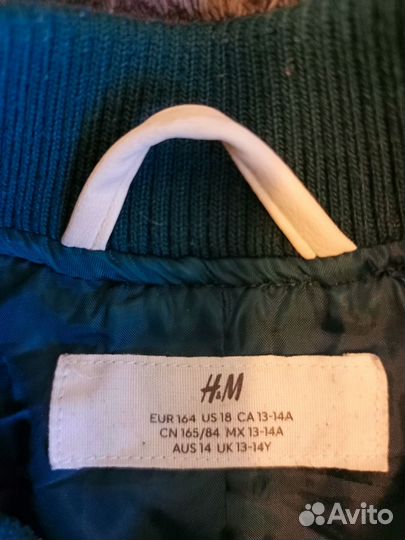 H&M
EUR 164 US 18 CA 13-14A
CN 165/84 MX 13-14A
AUS 14 UK 13-14Y
Avito